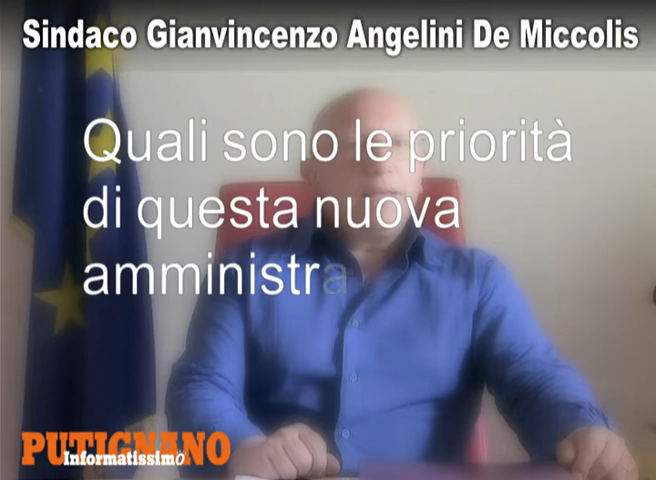 Sindaco Gianvincenzo Angelini De Miccolis
Quali sono le priorità
di questa nuova
amministra
PUTIGNANO
Informatissimo